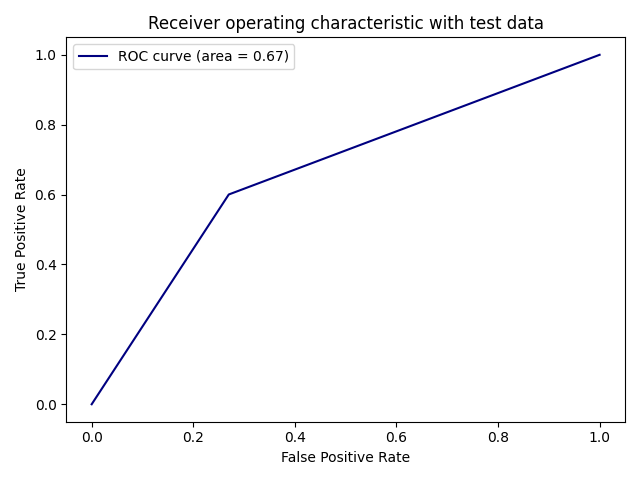 Receiver operating characteristic with test data
ROC curve (area = 0.67)
1.0
0.8
0.6
0.4
0.2
0.0
True Positive Rate
0.0 0.2 0.4 0.6 0.8 1.0
False Positive Rate